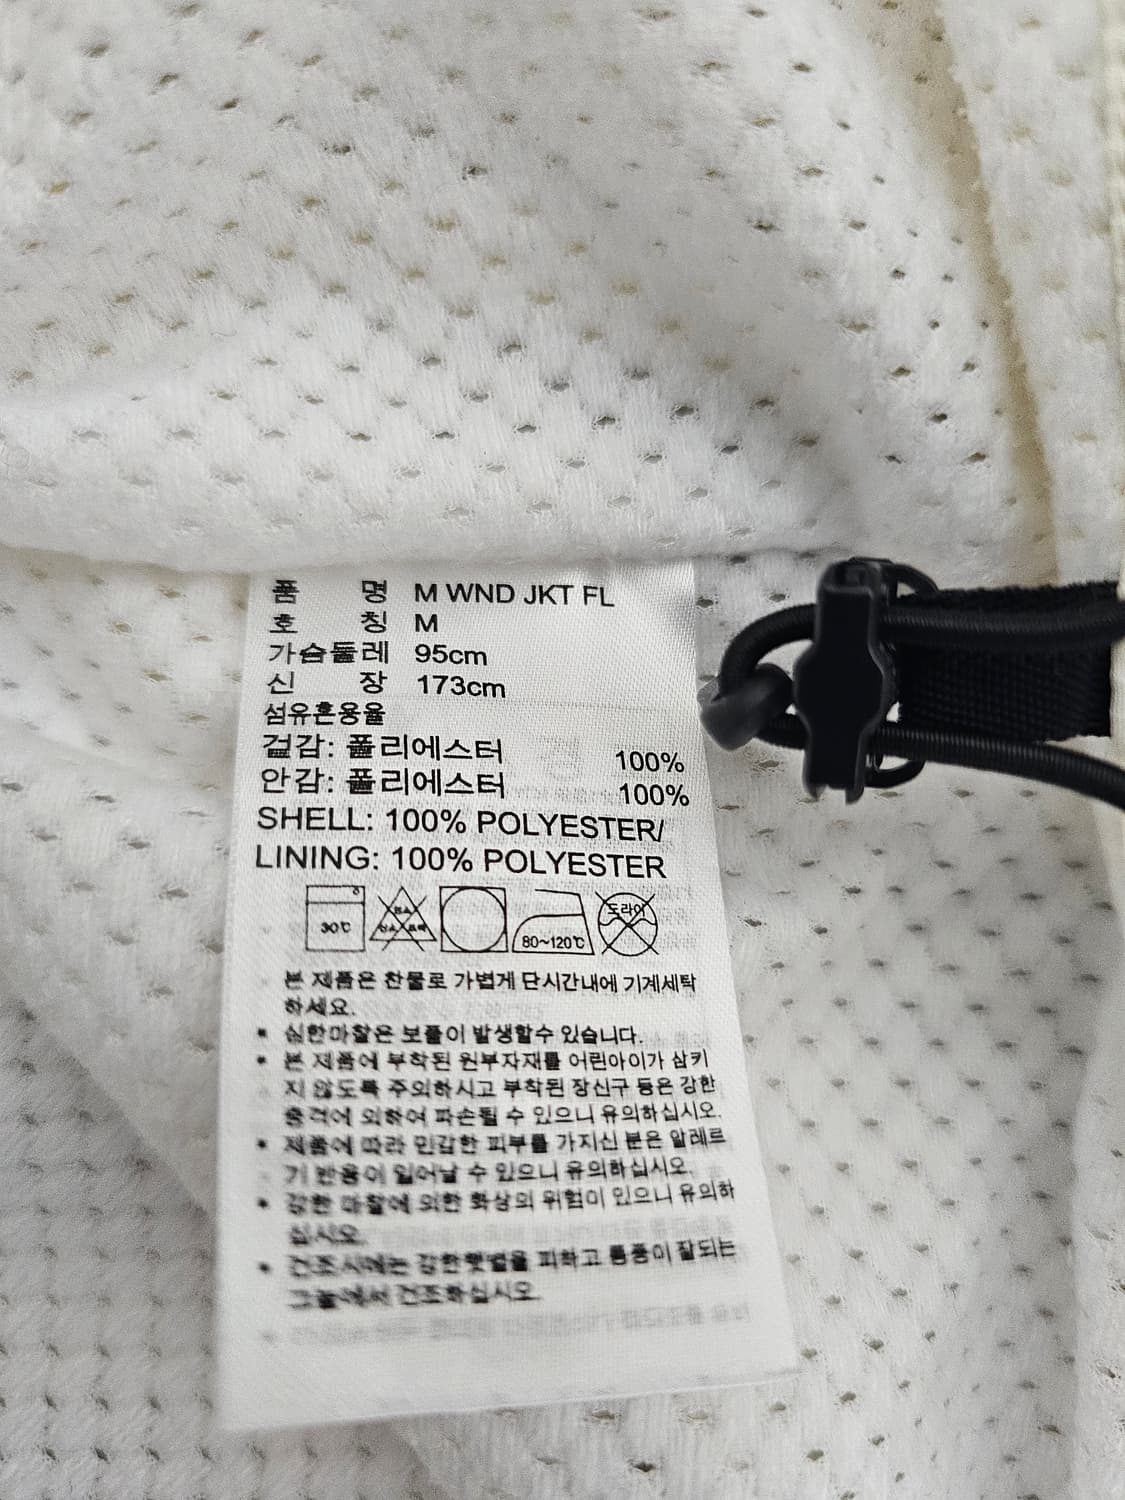 품 명 M WND JKT FL
호 칭 M
가슴둘레 95cm
신 장 173cm
섬유혼용율
겉감: 폴리에스터 100%
안감: 폴리에스터 100%
SHELL: 100% POLYESTER/
LINING: 100% POLYESTER
30℃ 80~120℃ 드라이
본 제품은 찬물로 가볍게 단시간내에 기계세탁
하세요.
심한마찰은 보풀이 발생할수 있습니다.
본 제품에 부착된 원부자재를 어린아이가 삼키
지 않도록 주의하시고 부착된 장신구 등은 강한
충격에 의하여 파손될 수 있으니 유의하십시오.
제품에 따라 민감한 피부를 가지신 분은 알레르
기 반응이 일어날 수 있으니 유의하십시오.
강한 마찰에 의한 화상의 위험이 있으니 유의하
십시오.
건조시에는 강한햇볕을 피하고 통풍이 잘되는
그늘에서 건조하십시오.